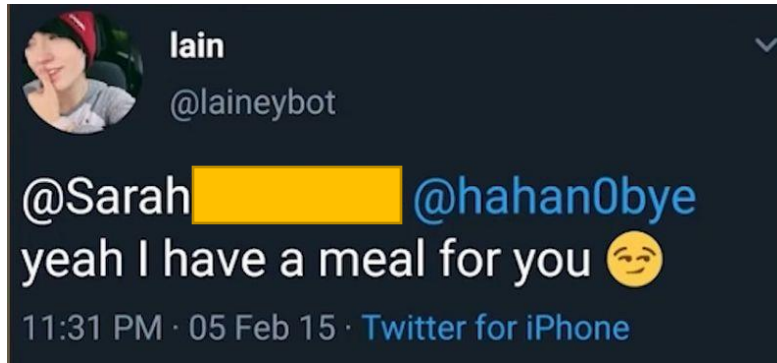 lain
@laineybot
@Sarah @hahan0bye
yeah I have a meal for you 😏
11:31 PM · 05 Feb 15 · Twitter for iPhone